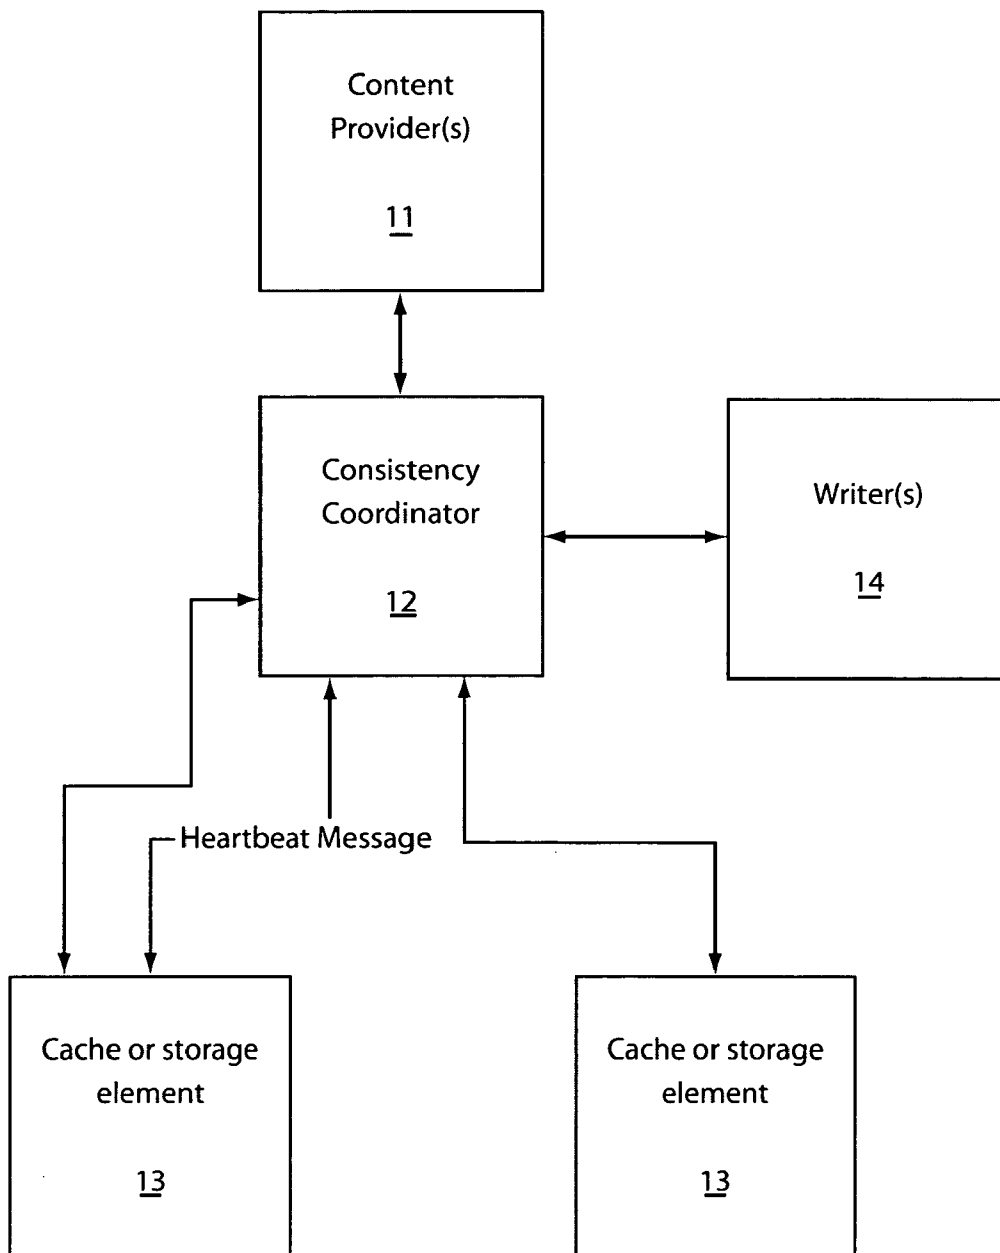 Content
Provider(s)
11
Consistency
Coordinator
12
Writer(s)
14
Heartbeat Message
Cache or storage
element
13
Cache or storage
element
13